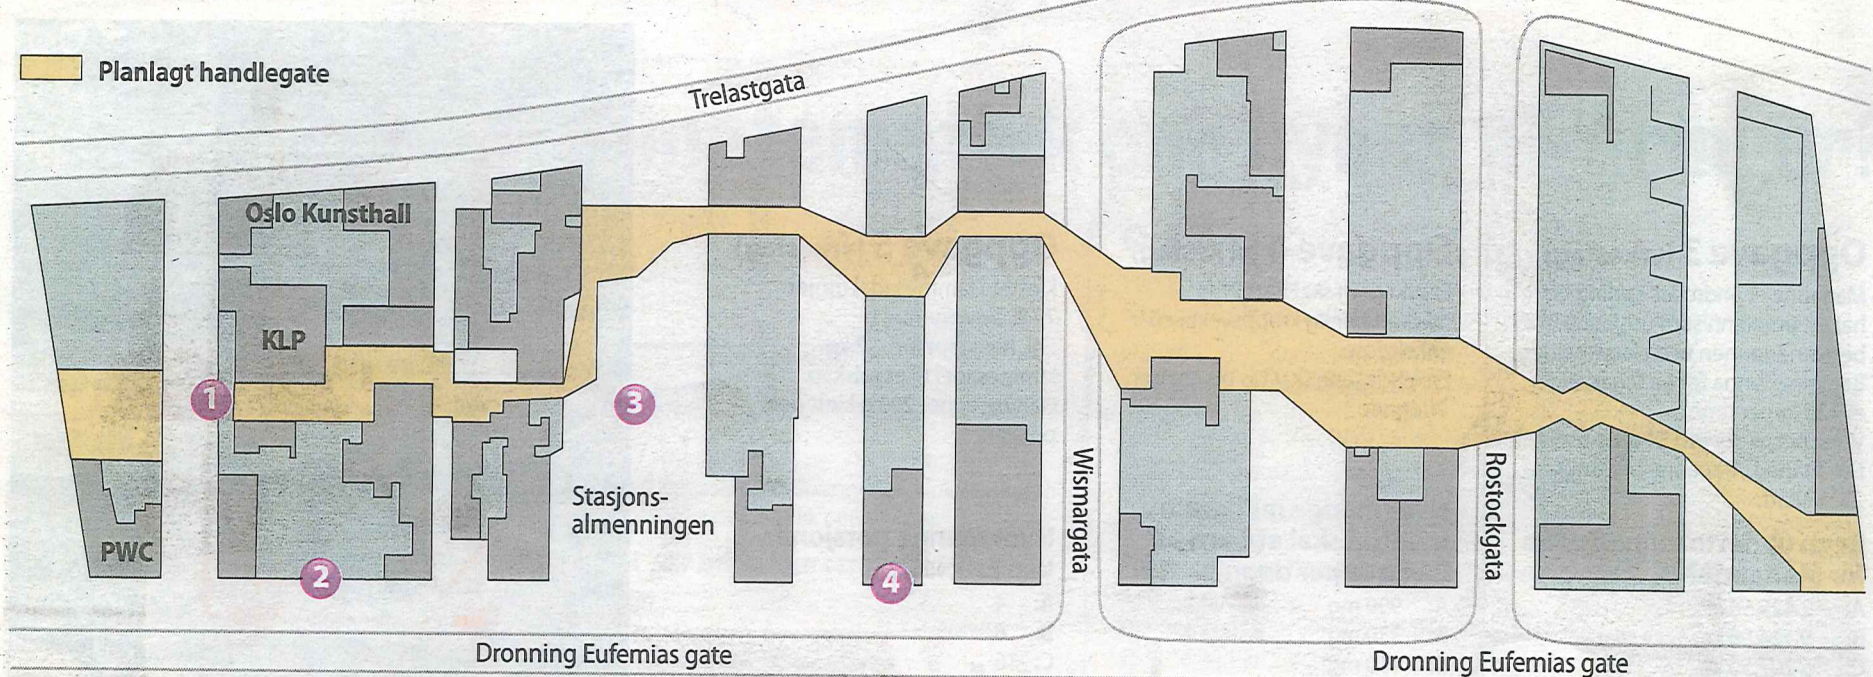 Planlagt handlegate
Trelastgata
Oslo Kunsthall
KLP
1
3
Stasjons-
almenningen
PWC
2
4
Wismargata
Rostockgata
Dronning Eufemias gate
Dronning Eufemias gate